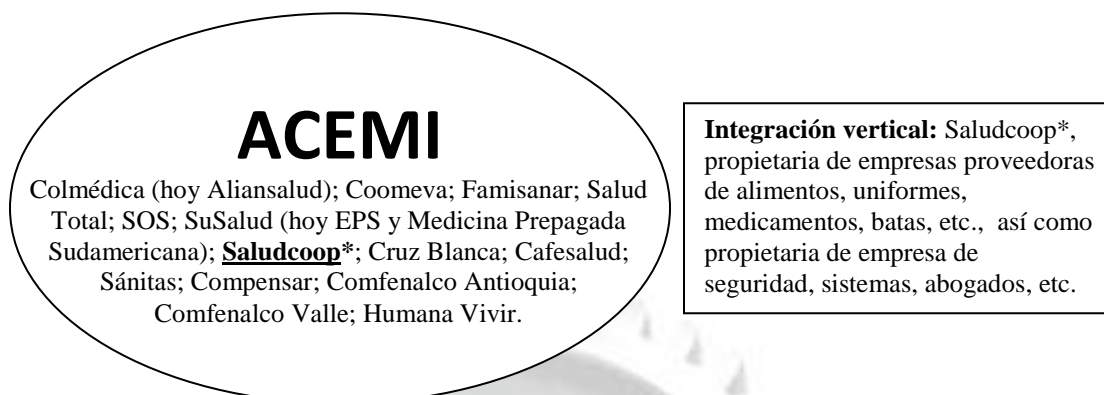 ACEMI
Colmédica (hoy Aliansalud); Coomeva; Famisanar; Salud
Total; SOS; SuSalud (hoy EPS y Medicina Prepagada
Sudamericana); Saludcoop*; Cruz Blanca; Cafesalud;
Sánitas; Compensar; Comfenalco Antioquia;
Comfenalco Valle; Humana Vivir.
Integración vertical: Saludcoop*,
propietaria de empresas proveedoras
de alimentos, uniformes,
medicamentos, batas, etc., así como
propietaria de empresa de
seguridad, sistemas, abogados, etc.